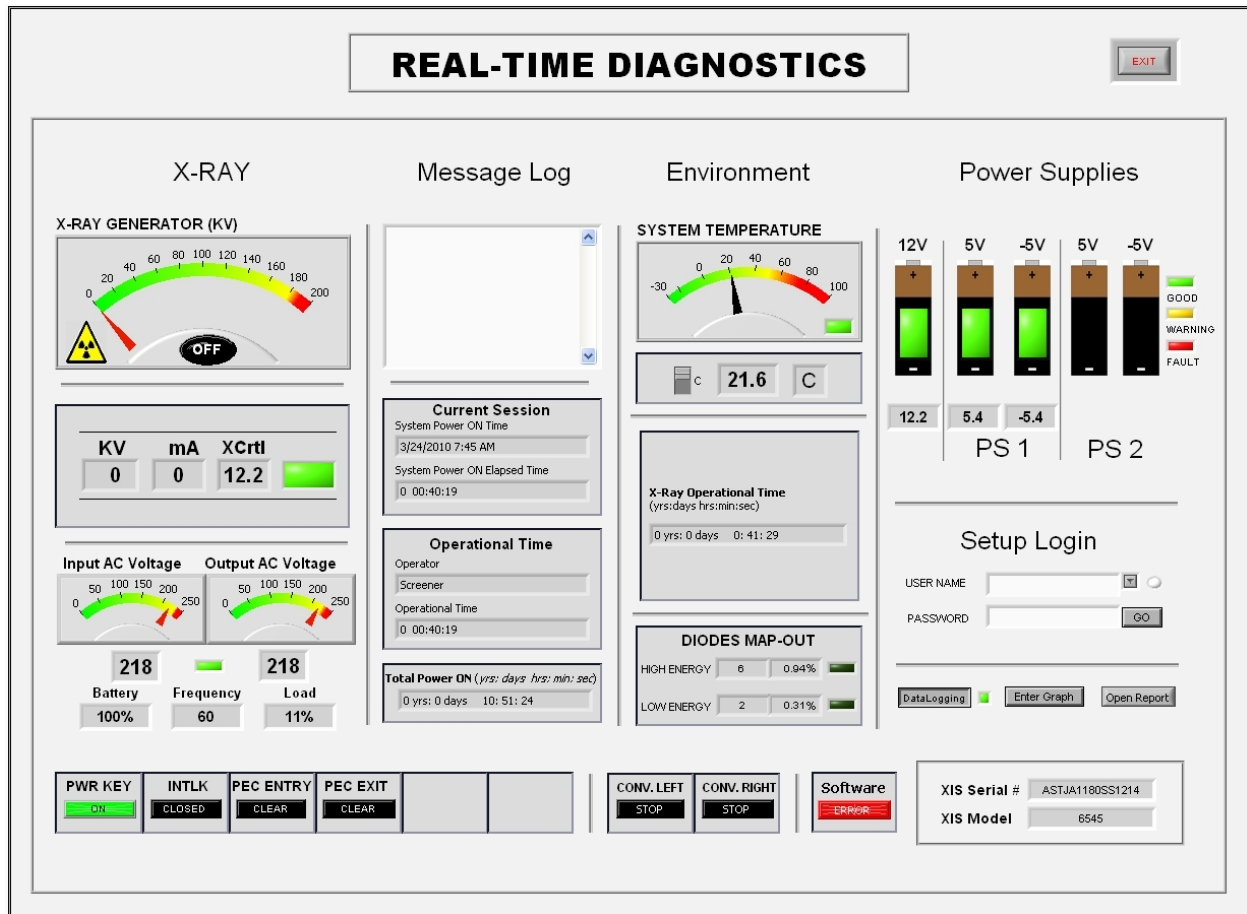 REAL-TIME DIAGNOSTICS
EXIT
X-RAY
Message Log
Environment
Power Supplies
X-RAY GENERATOR (KV)
0 20 40 60 80 100 120 140 160 180 200
OFF
KV mA XCrtl
0 0 12.2
Input AC Voltage Output AC Voltage
0 50 100 150 200 250
0 50 100 150 200 250
218 218
Battery Frequency Load
100% 60 11%
Current Session
System Power ON Time
3/24/2010 7:45 AM
System Power ON Elapsed Time
0 00:40:19
Operational Time
Operator
Screener
Operational Time
0 00:40:19
Total Power ON (yrs: days hrs: min: sec)
0 yrs: 0 days 10: 51: 24
SYSTEM TEMPERATURE
-30 0 20 40 60 80 100
C 21.6 C
X-Ray Operational Time
(yrs:days hrs:min:sec)
0 yrs: 0 days 0: 41: 29
DIODES MAP-OUT
HIGH ENERGY 6 0.94%
LOW ENERGY 2 0.31%
12V 5V -5V 5V -5V
+ + + + +
- - - - -
GOOD
WARNING
FAULT
12.2 5.4 -5.4
PS 1 PS 2
Setup Login
USER NAME
PASSWORD GO
DataLogging Enter Graph Open Report
PWR KEY INTLK PEC ENTRY PEC EXIT
ON CLOSED CLEAR CLEAR
CONV. LEFT CONV. RIGHT
STOP STOP
Software
ERROR
XIS Serial # ASTJA1180SS1214
XIS Model 6545